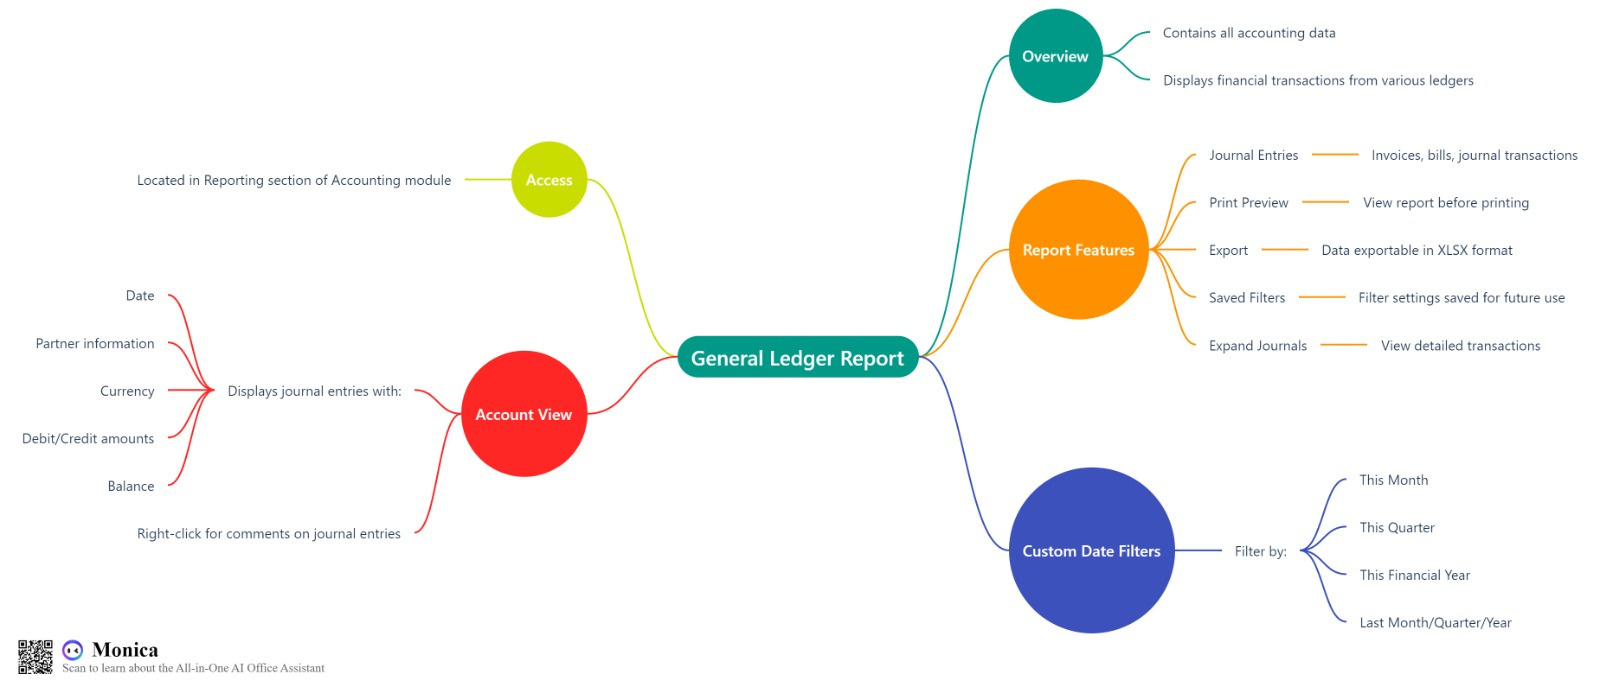 General Ledger Report
Overview
Contains all accounting data
Displays financial transactions from various ledgers
Report Features
Journal Entries
Invoices, bills, journal transactions
Print Preview
View report before printing
Export
Data exportable in XLSX format
Saved Filters
Filter settings saved for future use
Expand Journals
View detailed transactions
Custom Date Filters
Filter by:
This Month
This Quarter
This Financial Year
Last Month/Quarter/Year
Access
Located in Reporting section of Accounting module
Account View
Displays journal entries with:
Date
Partner information
Currency
Debit/Credit amounts
Balance
Right-click for comments on journal entries
Monica
Scan to learn about the All-in-One AI Office Assistant